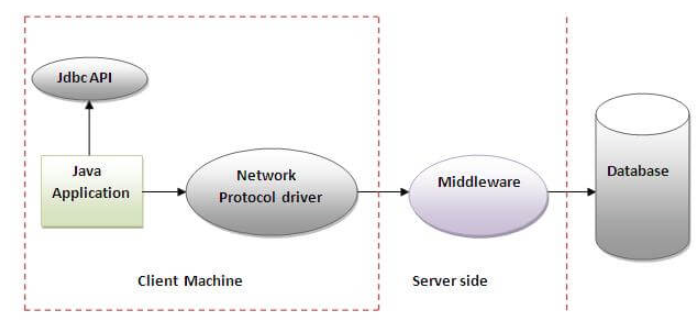 Jdbc API
Java
Application
Network
Protocol driver
Middleware
Database
Client Machine
Server side